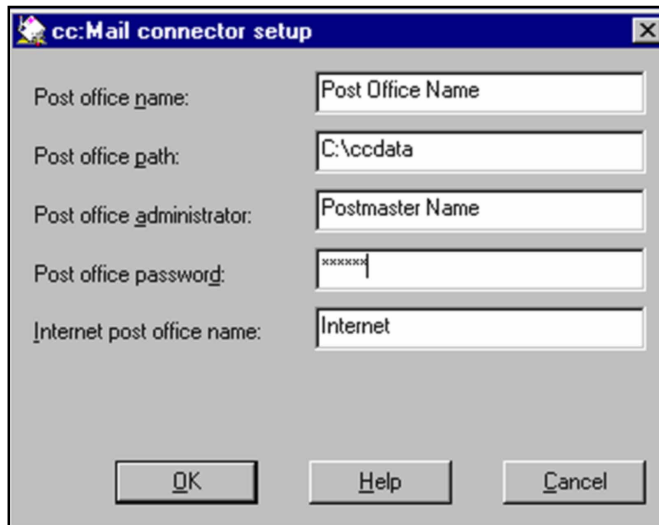 cc:Mail connector setup
Post office name: Post Office Name
Post office path: C:\ccdata
Post office administrator: Postmaster Name
Post office password: ******
Internet post office name: Internet
OK Help Cancel